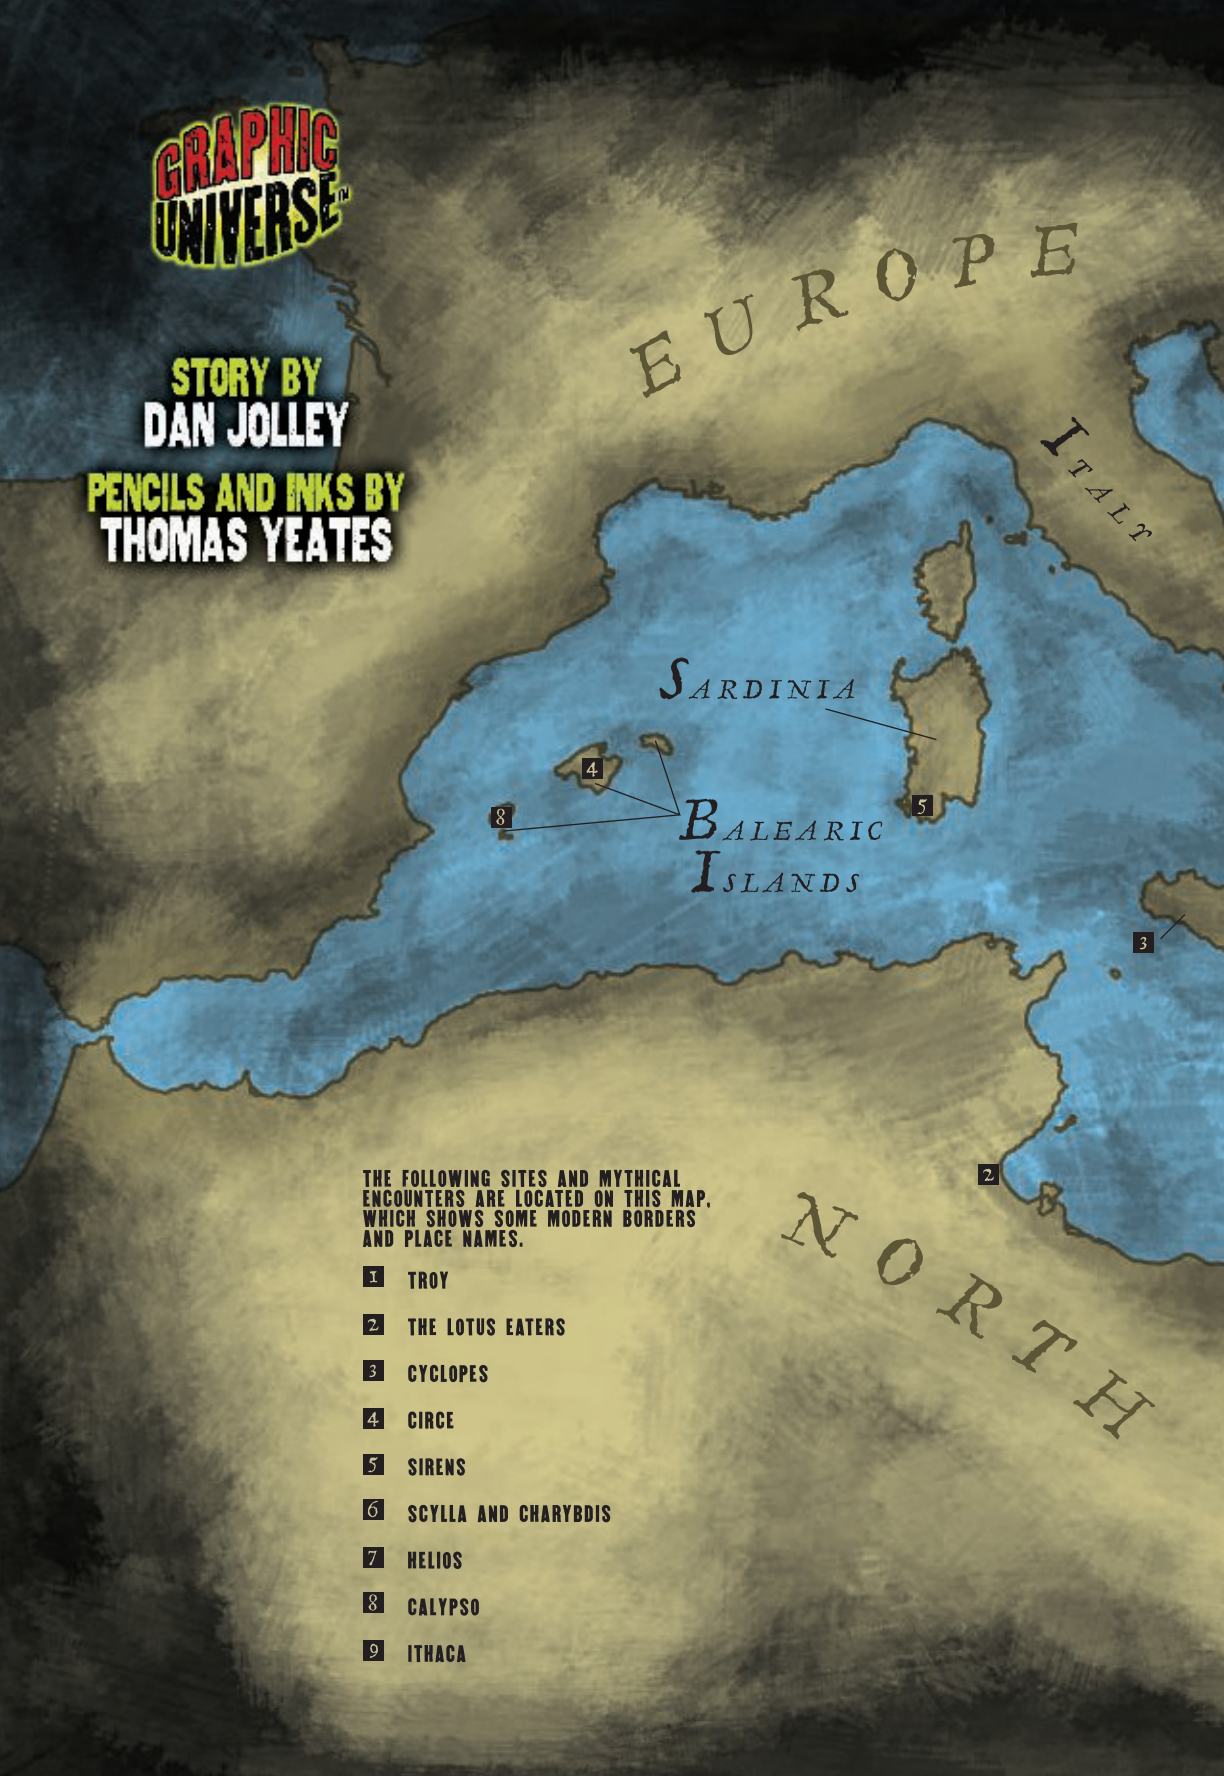 GRAPHIC
UNIVERSE™
STORY BY
DAN JOLLEY
PENCILS AND INKS BY
THOMAS YEATES
EUROPE
ITALY
SARDINIA
4
8
5
BALEARIC
ISLANDS
3
2
NORTH
THE FOLLOWING SITES AND MYTHICAL
ENCOUNTERS ARE LOCATED ON THIS MAP,
WHICH SHOWS SOME MODERN BORDERS
AND PLACE NAMES.
1 TROY
2 THE LOTUS EATERS
3 CYCLOPES
4 CIRCE
5 SIRENS
6 SCYLLA AND CHARYBDIS
7 HELIOS
8 CALYPSO
9 ITHACA